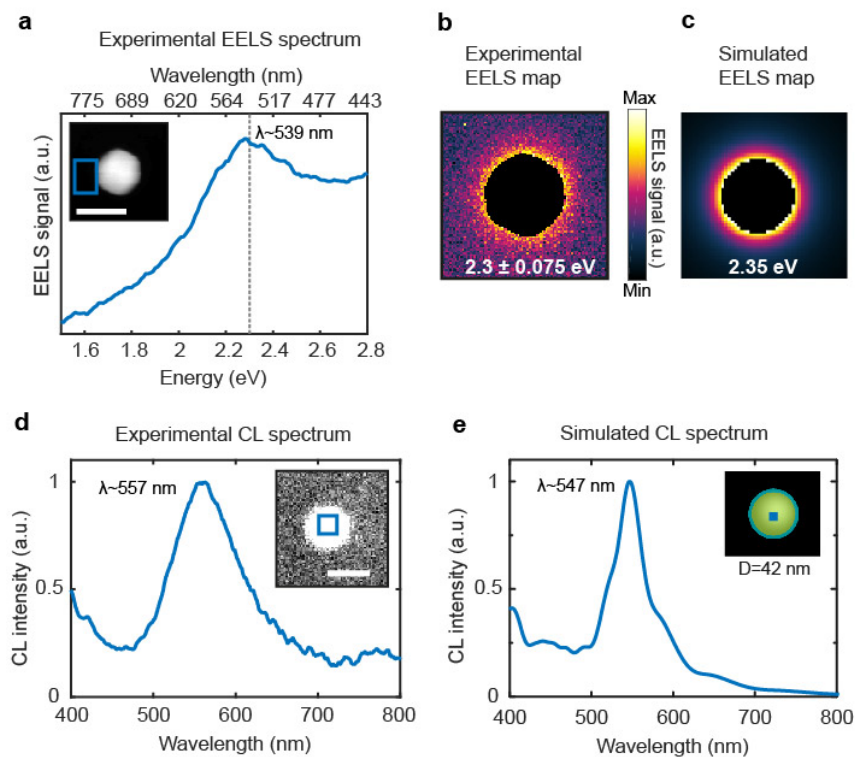 a
Experimental EELS spectrum
Wavelength (nm)
775 689 620 564 517 477 443
λ~539 nm
EELS signal (a.u.)
1.6 1.8 2 2.2 2.4 2.6 2.8
Energy (eV)
b
Experimental
EELS map
2.3 ± 0.075 eV
Max
EELS signal (a.u.)
Min
c
Simulated
EELS map
2.35 eV
d
Experimental CL spectrum
λ~557 nm
CL intensity (a.u.)
1
0.5
0
400 500 600 700 800
Wavelength (nm)
e
Simulated CL spectrum
λ~547 nm
D=42 nm
CL intensity (a.u.)
1
0.5
0
400 500 600 700 800
Wavelength (nm)